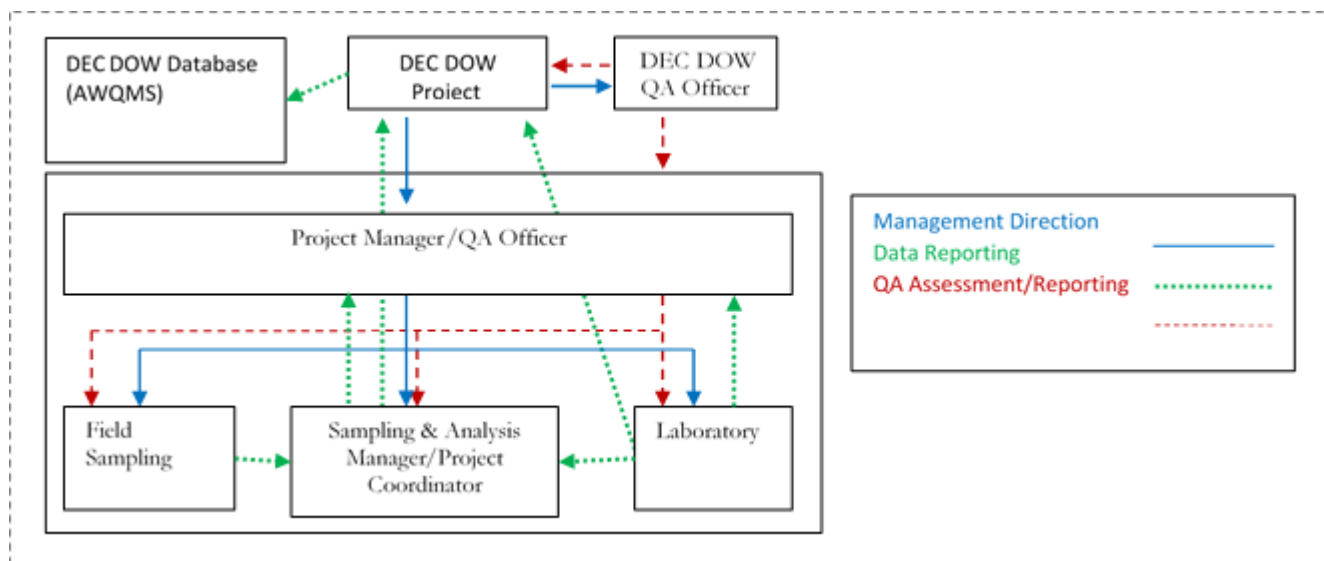 DEC DOW Database
(AWQMS)
DEC DOW
Project
DEC DOW
QA Officer
Project Manager/QA Officer
Management Direction
Data Reporting
QA Assessment/Reporting
Field
Sampling
Sampling & Analysis
Manager/Project
Coordinator
Laboratory